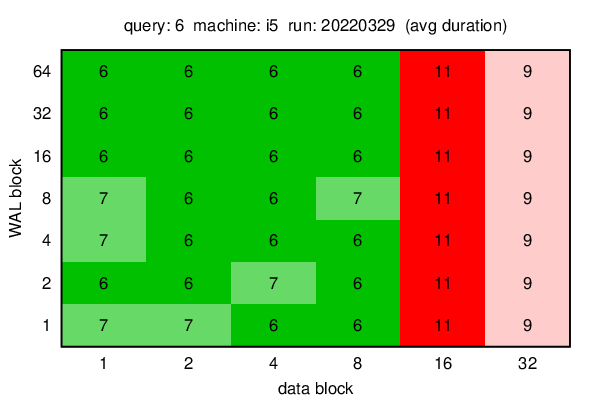 query: 6  machine: i5  run: 20220329  (avg duration)
64 6 6 6 6 11 9
32 6 6 6 6 11 9
16 6 6 6 6 11 9
8 7 6 6 7 11 9
4 7 6 6 6 11 9
2 6 6 7 6 11 9
1 7 7 6 6 11 9
WAL block
1 2 4 8 16 32
data block